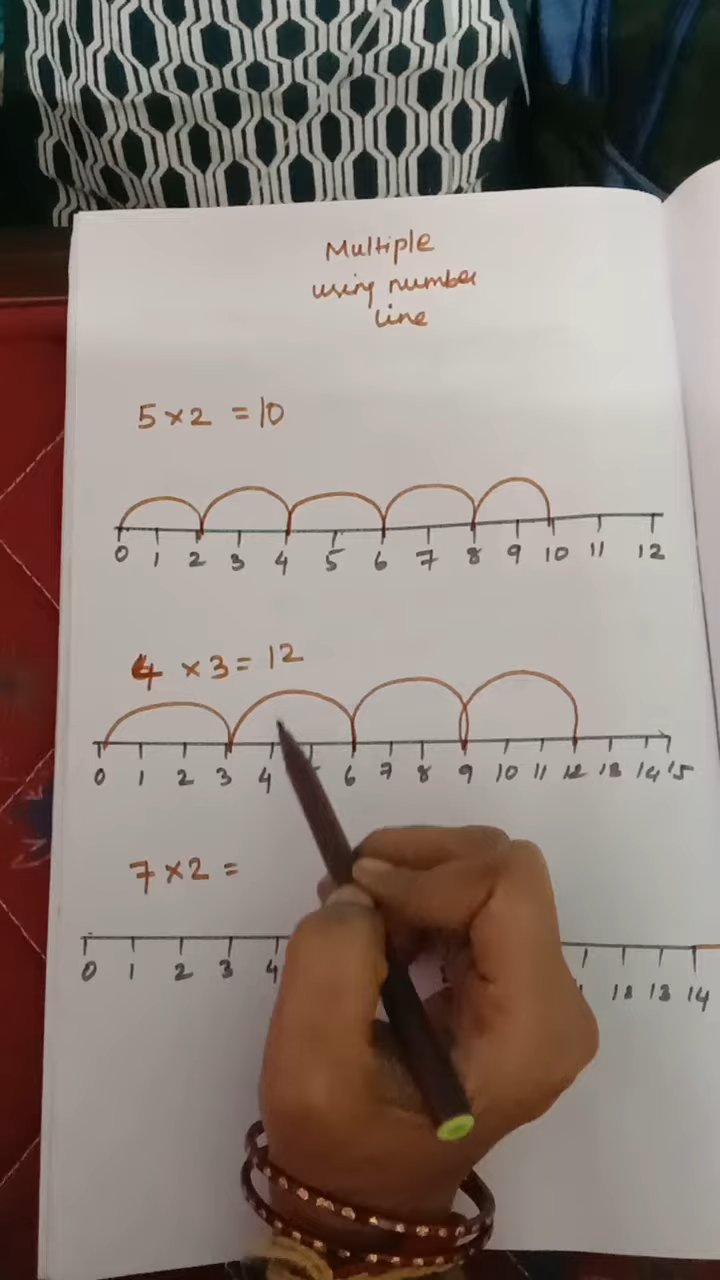 Multiple
using number
line
5 × 2 = 10
0 1 2 3 4 5 6 7 8 9 10 11 12
4 × 3 = 12
0 1 2 3 4 6 7 8 9 10 11 12 13 14 15
7 × 2 =
0 1 2 3 4 12 13 14